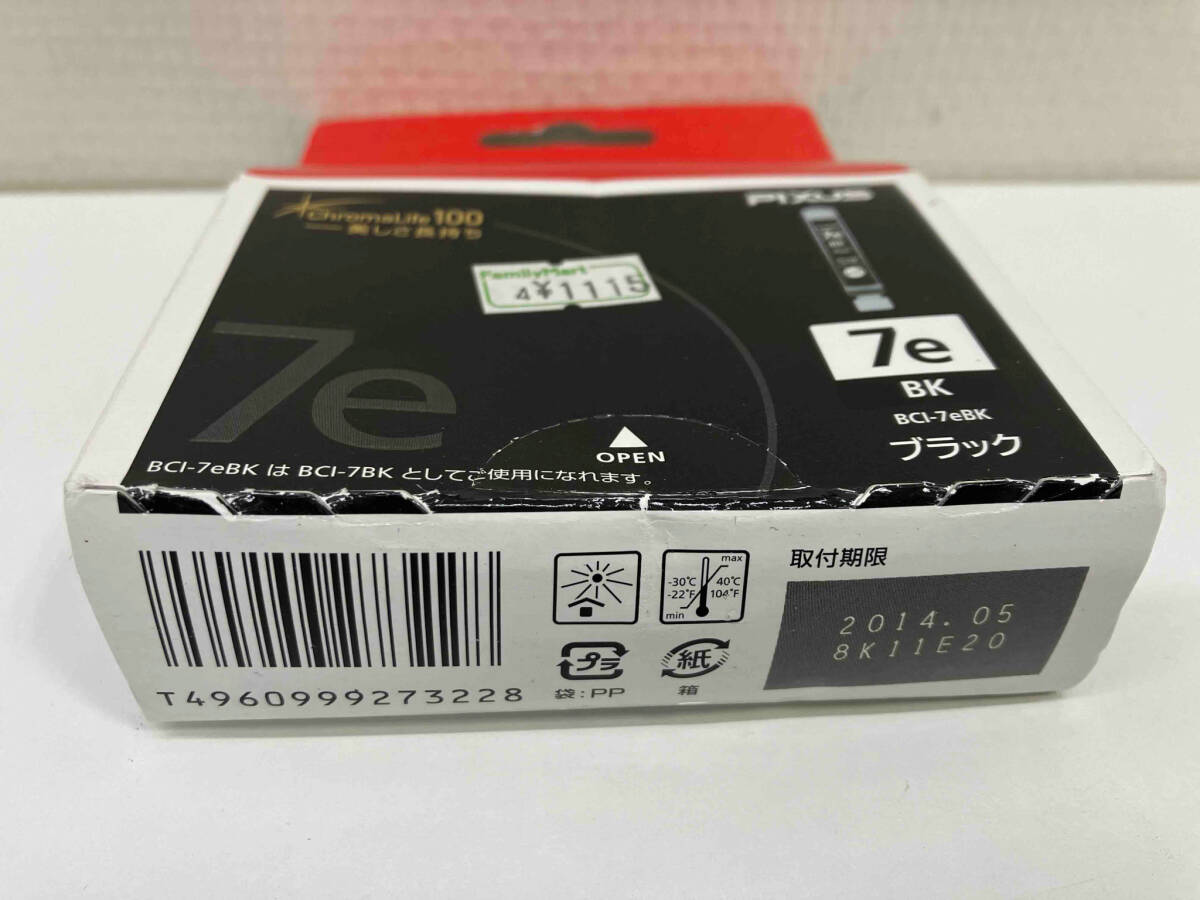 ChromaLife 100
美しさ長持ち
PIXUS
FamilyMart
4¥1115
7e
7e
BK
BCI-7eBK
ブラック
OPEN
BCI-7eBK は BCI-7BK としてご使用になれます。
T4960999273228
max
-30℃ 40℃
-22°F 104°F
min
プラ
袋:PP
紙
箱
取付期限
2014.05
8K11E20